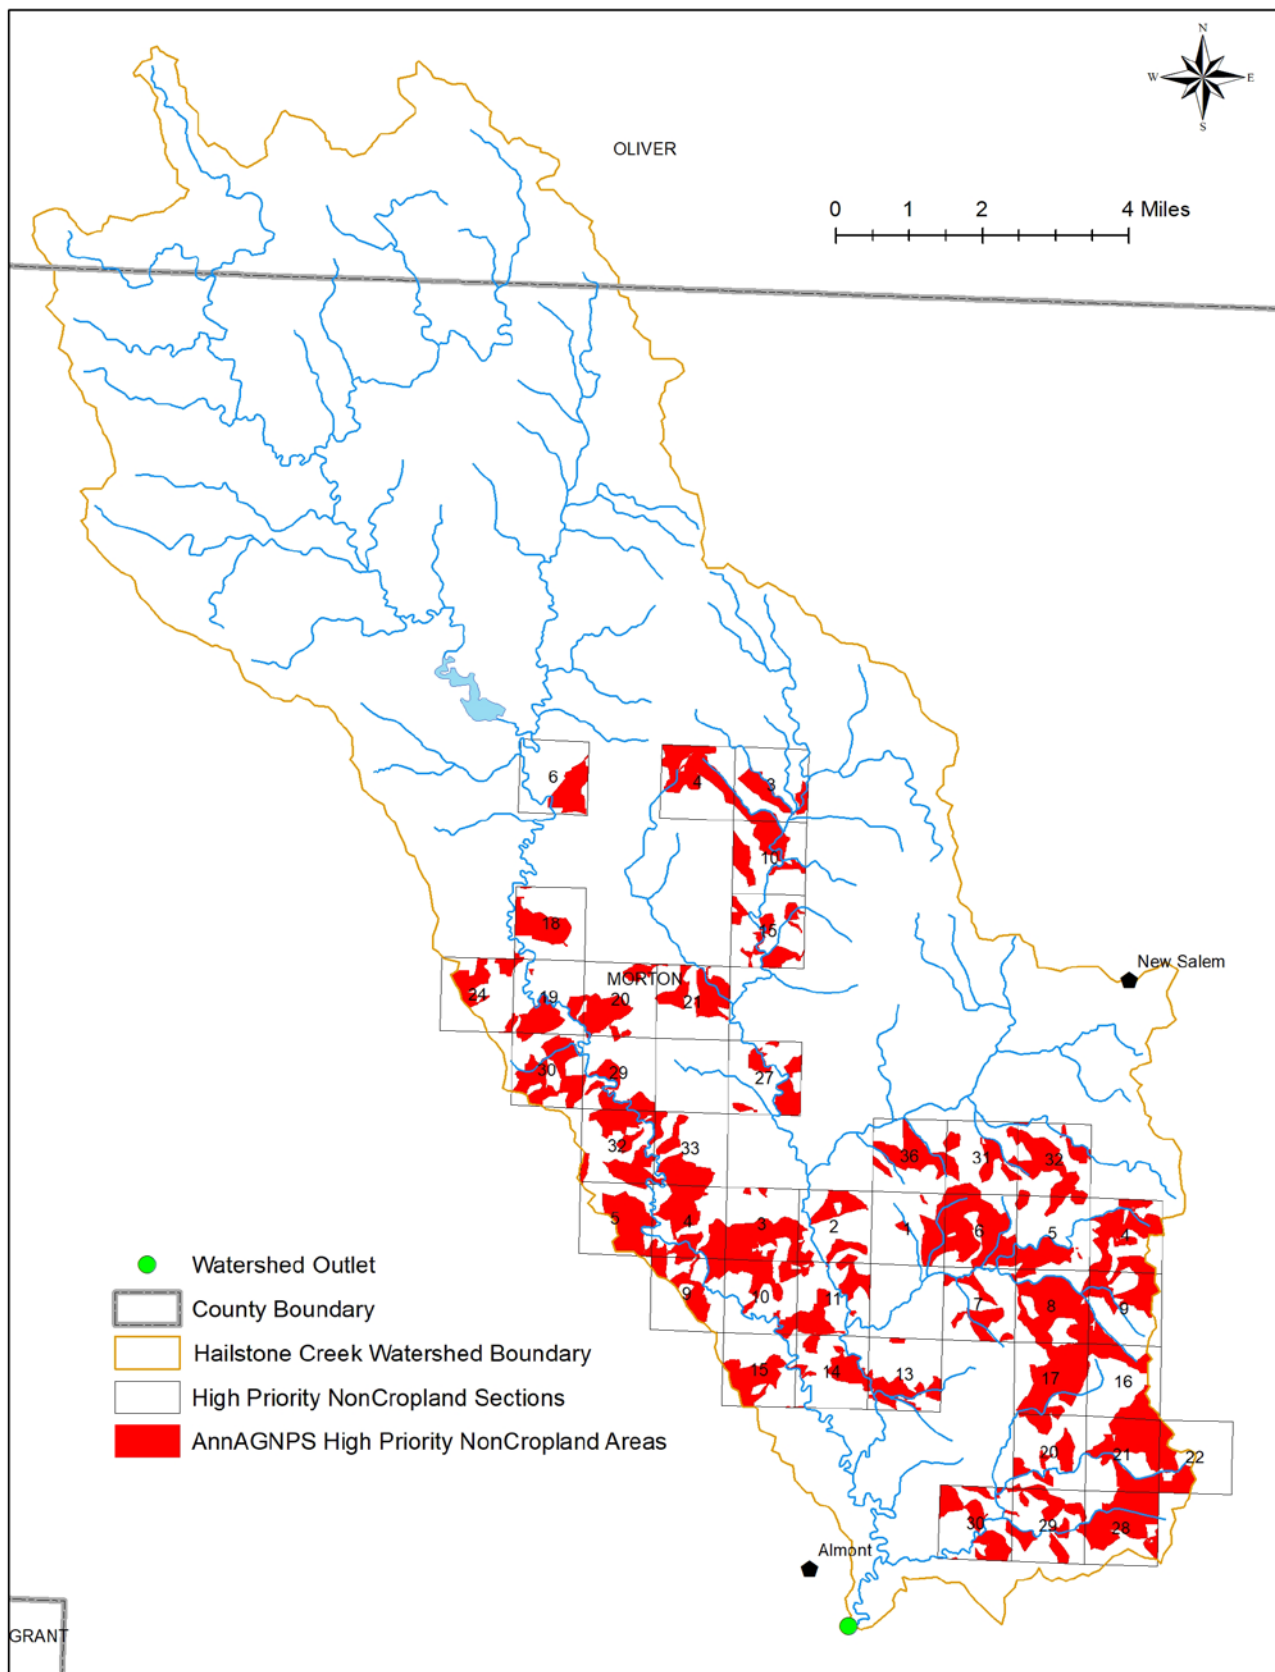 N
W E
S
OLIVER
0 1 2 4 Miles
6 4 3
10
18 15
New Salem
MORTON
24 19 20 21
30 29 27
32 33 36 31 32
5 4 3 2 1 6 5 4
9 10 11 7 8 9
15 14 13 17 16
20 21 22
30 29 28
Watershed Outlet
County Boundary
Hailstone Creek Watershed Boundary
High Priority NonCropland Sections
AnnAGNPS High Priority NonCropland Areas
Almont
GRANT